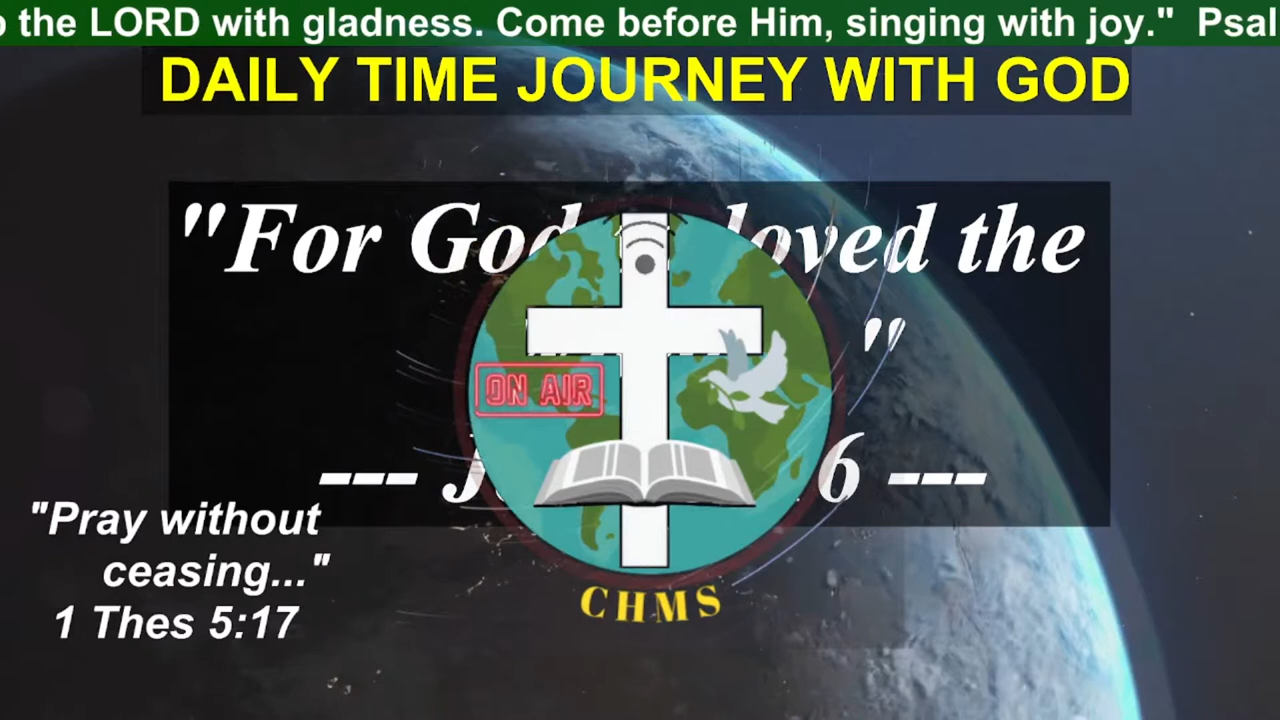 the LORD with gladness. Come before Him, singing with joy." Psal
DAILY TIME JOURNEY WITH GOD
"For God loved the
"
--- J 6 ---
ON AIR
"Pray without
ceasing..."
1 Thes 5:17
CHMS